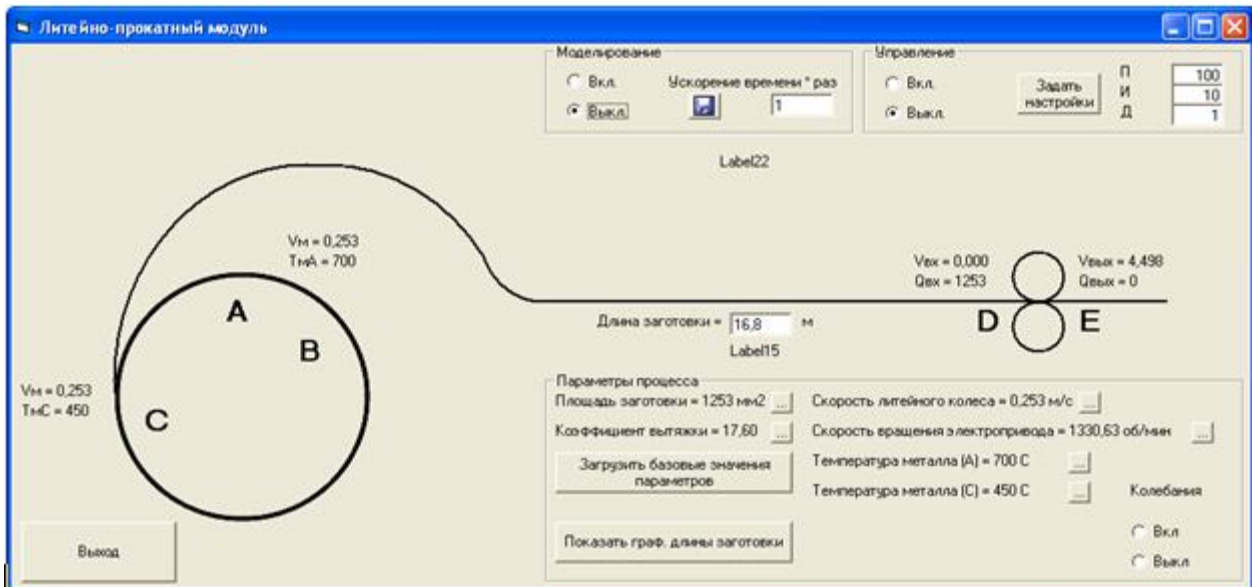 Литейно-прокатный модуль
Моделирование
Вкл.
Выкл.
Ускорение времени * раз
1
Управление
Вкл.
Выкл.
Задать
настройки
П 100
И 10
Д 1
Label22
Vм = 0,253
TмA = 700
A
B
C
Vм = 0,253
TмC = 450
Длина заготовки = 16,8 м
Label15
Vвх = 0,000
Qвх = 1253
Vвых = 4,498
Qвых = 0
D
E
Параметры процесса
Площадь заготовки = 1253 мм2 ...
Скорость литейного колеса = 0,253 м/с ...
Коэффициент вытяжки = 17,60 ...
Скорость вращения электропривода = 1330,63 об/мин ...
Загрузить базовые значения
параметров
Температура металла (A) = 700 C ...
Температура металла (C) = 450 C ...
Колебания
Вкл
Выкл
Показать граф. длины заготовки
Выход